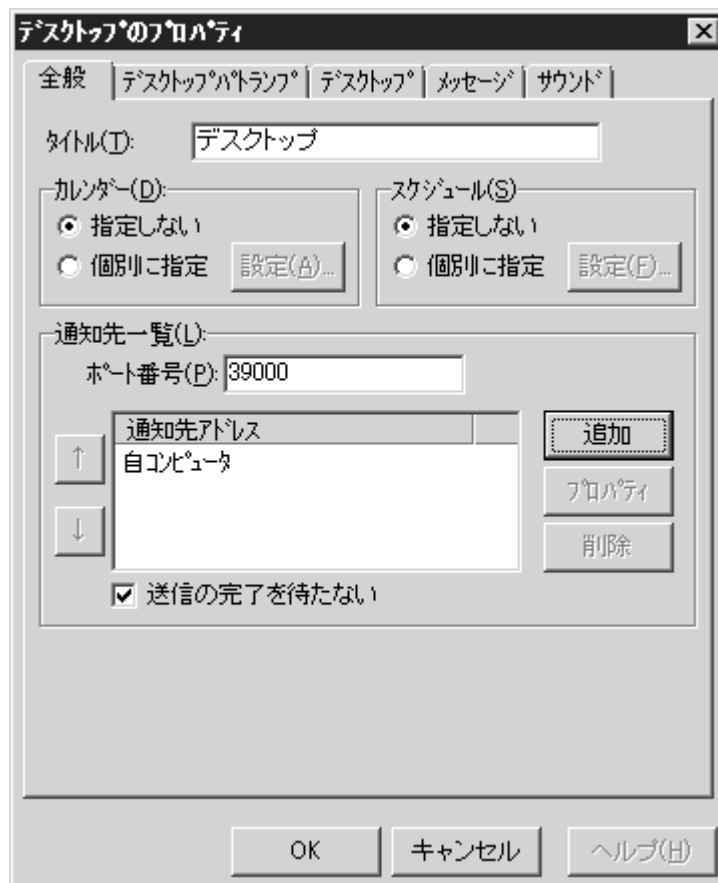 ﾃﾞｽｸﾄｯﾌﾟのﾌﾟﾛﾊﾟﾃｨ
全般 ﾃﾞｽｸﾄｯﾌﾟﾊﾟﾄﾗﾝﾌﾟ ﾃﾞｽｸﾄｯﾌﾟ ﾒｯｾｰｼﾞ ｻｳﾝﾄﾞ
ﾀｲﾄﾙ(T): デスクトップ
ｶﾚﾝﾀﾞｰ(D): ｽｹｼﾞｭｰﾙ(S)
指定しない 指定しない
個別に指定 設定(A)... 個別に指定 設定(F)...
通知先一覧(L):
ﾎﾟｰﾄ番号(P): 39000
通知先ｱﾄﾞﾚｽ 追加
↑ 自ｺﾝﾋﾟｭｰﾀ ﾌﾟﾛﾊﾟﾃｨ
↓ 削除
送信の完了を待たない
OK キャンセル ヘルプ(H)